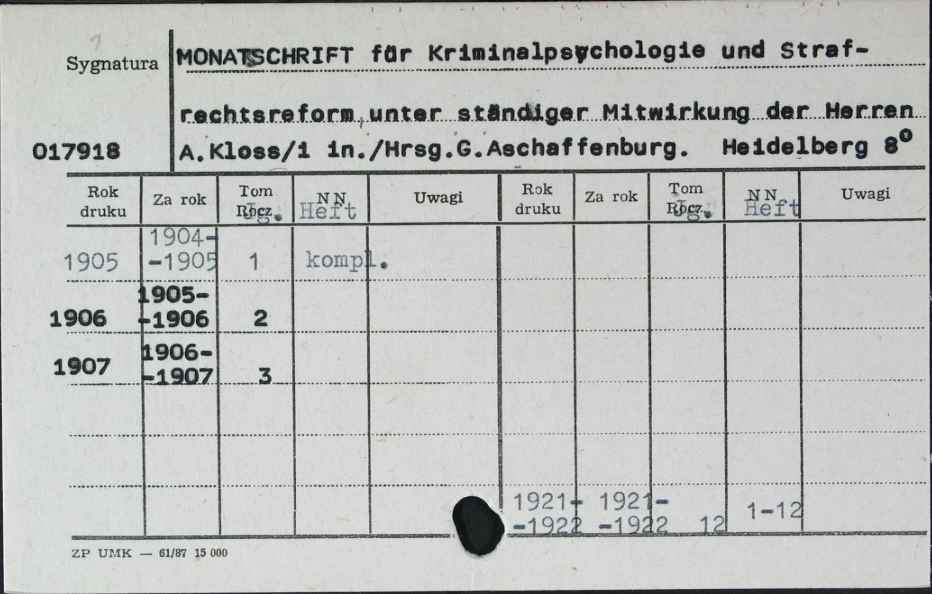 Sygnatura
MONATSSCHRIFT für Kriminalpsychologie und Straf-
rechtsreform,unter ständiger Mitwirkung der Herren
017918
A.Kloss/i in./Hrsg.G.Aschaffenburg. Heidelberg 8⁰
Rok druku Za rok Tom Rocz. Jg. NN Heft Uwagi Rok druku Za rok Tom Rocz. Jg. NN Heft Uwagi
1905 1904--1905 1 kompl.
1906 1905--1906 2
1907 1906--1907 3
1921--1922 1921--1922 12 1-12
ZP UMK — 61/87 15 000